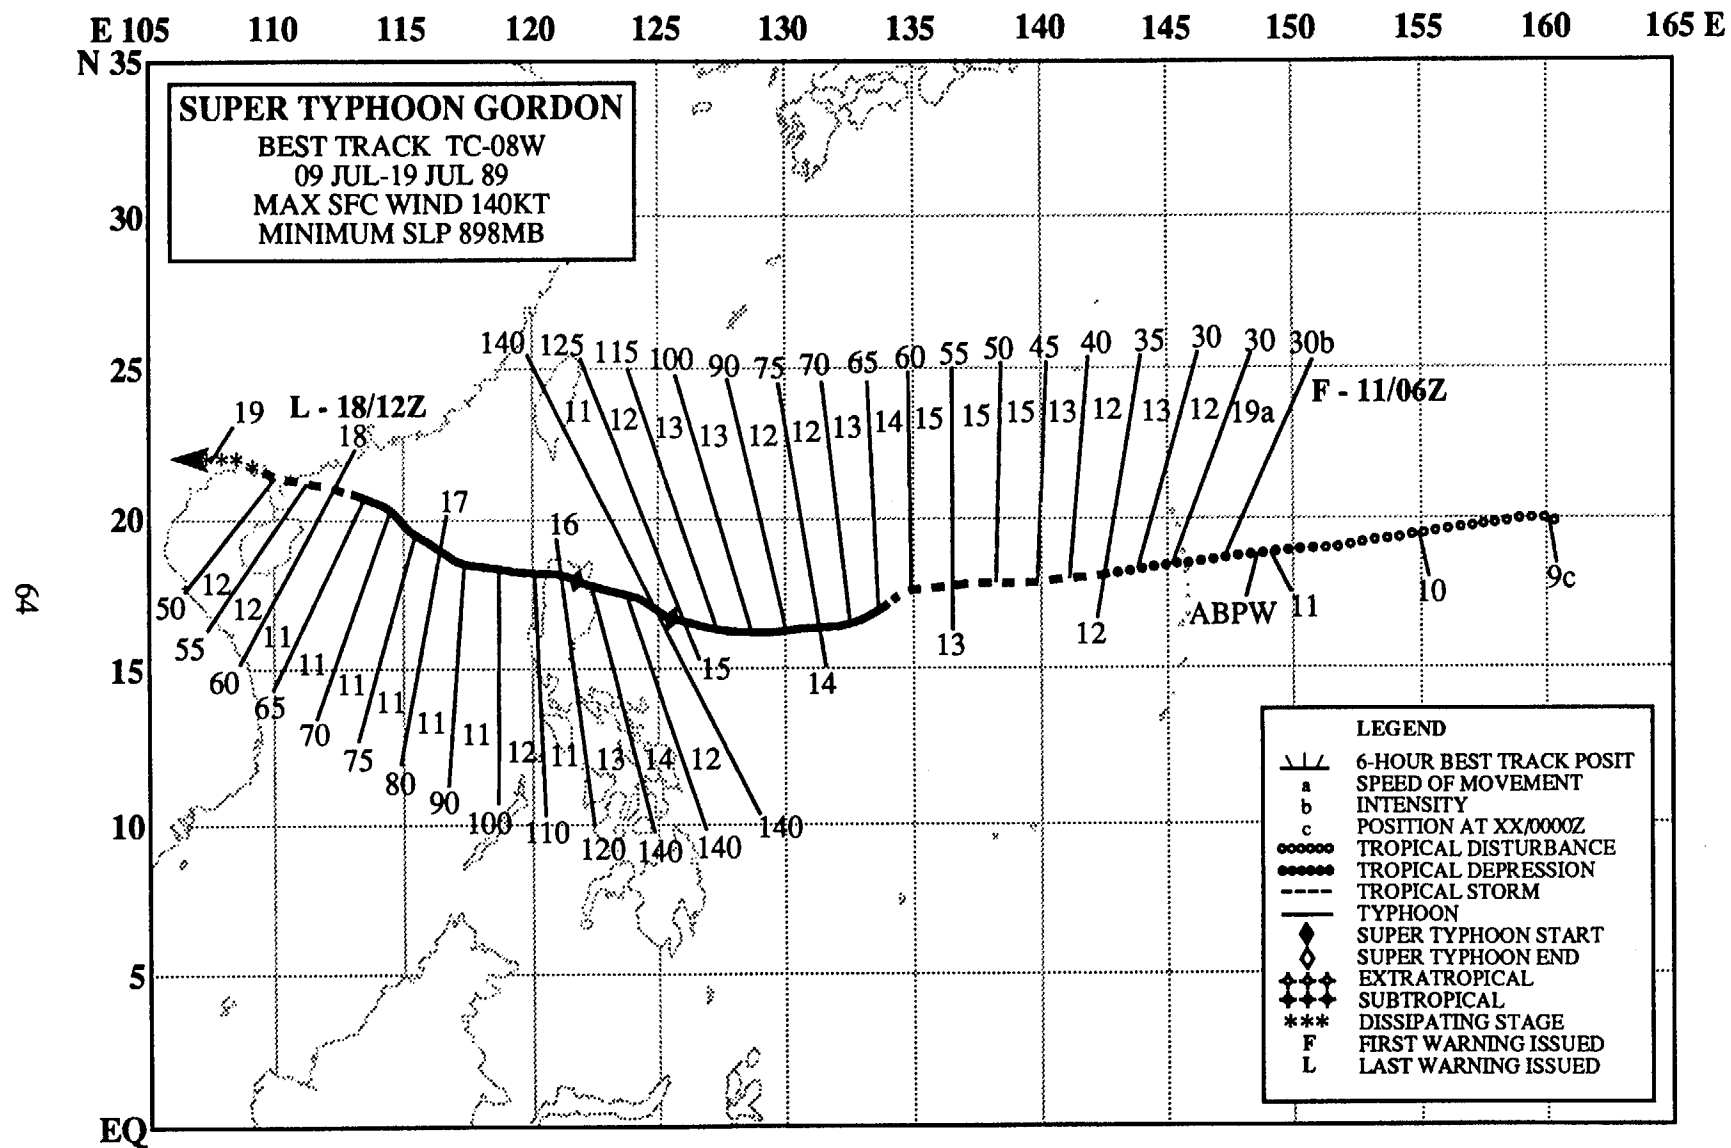 E 105 110 115 120 125 130 135 140 145 150 155 160 165 E
N 35
SUPER TYPHOON GORDON
BEST TRACK TC-08W
09 JUL-19 JUL 89
MAX SFC WIND 140KT
MINIMUM SLP 898MB
30
140 125 115 100 90 75 70 65 60 55 50 45 40 35 30 30 30b
25
F - 11/06Z
19 L - 18/12Z
18
11 12 13 13 12 12 13 14 15 15 15 13 12 13 12 19a
17
20
16
64
50 12
55 12
60 11
65 11
70 11
75 11
80 11
90 11
100 12
110 11
120 13
140 14
140 12
140
15
14
13
12
ABPW
11
10
9c
15
10
5
EQ
LEGEND
6-HOUR BEST TRACK POSIT
a SPEED OF MOVEMENT
b INTENSITY
c POSITION AT XX/0000Z
TROPICAL DISTURBANCE
TROPICAL DEPRESSION
TROPICAL STORM
TYPHOON
SUPER TYPHOON START
SUPER TYPHOON END
EXTRATROPICAL
SUBTROPICAL
*** DISSIPATING STAGE
F FIRST WARNING ISSUED
L LAST WARNING ISSUED